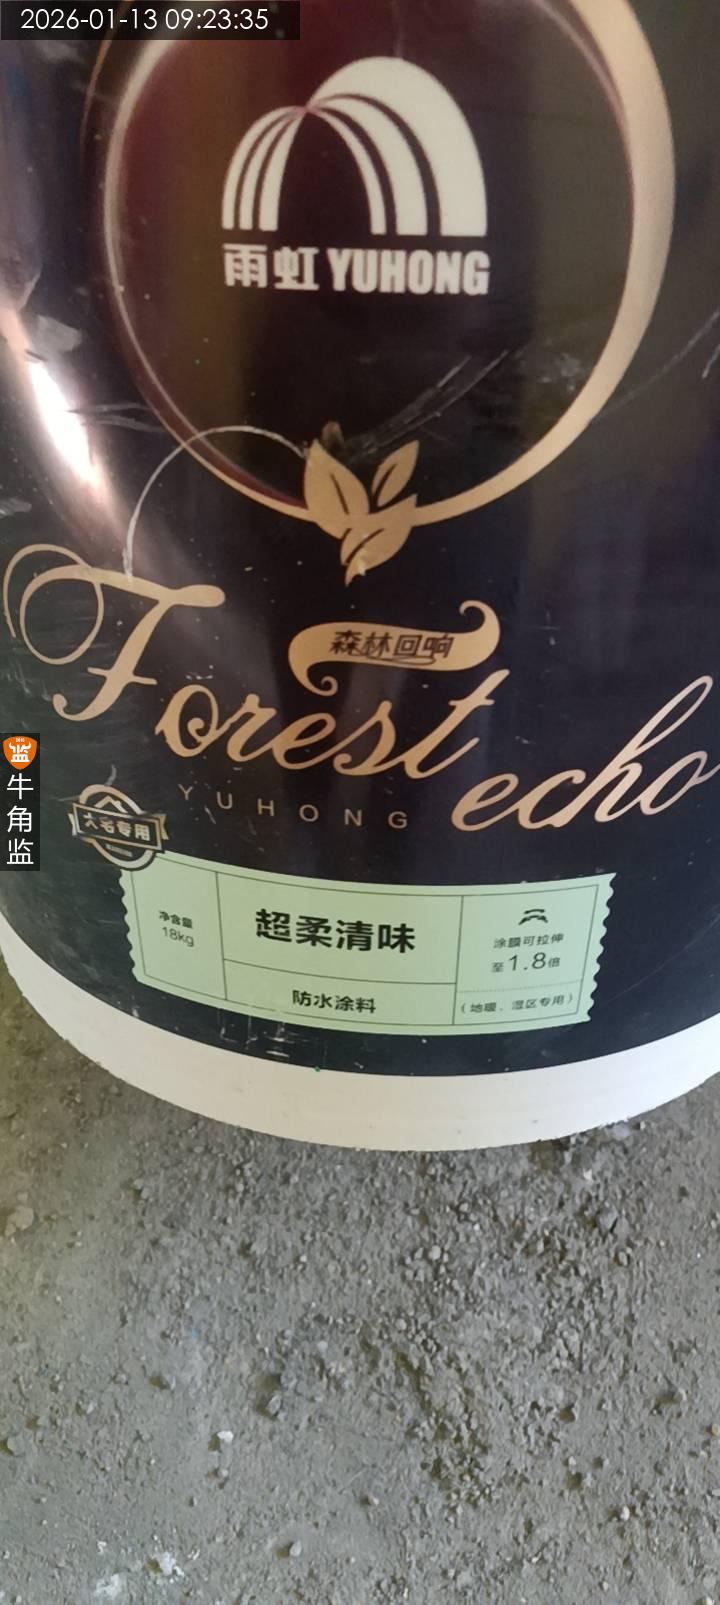 2026-01-13 09:23:35
雨虹 YUHONG
森林回响
Forest echo
YUHONG
牛角监
大宅专用
净含量
18kg
超柔清味
防水涂料
涂膜可拉伸
至1.8倍
(地暖、湿区专用)